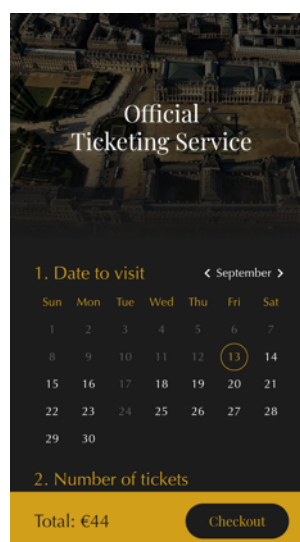 Official
Ticketing Service
1. Date to visit
September
Sun Mon Tue Wed Thu Fri Sat
1 2 3 4 5 6 7
8 9 10 11 12 13 14
15 16 17 18 19 20 21
22 23 24 25 26 27 28
29 30
2. Number of tickets
Total: €44
Checkout